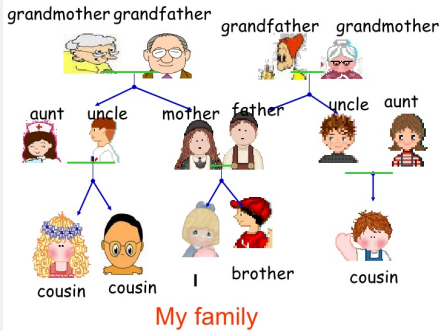 grandmother grandfather
grandfather grandmother
aunt uncle mother father uncle aunt
cousin cousin I brother cousin
My family